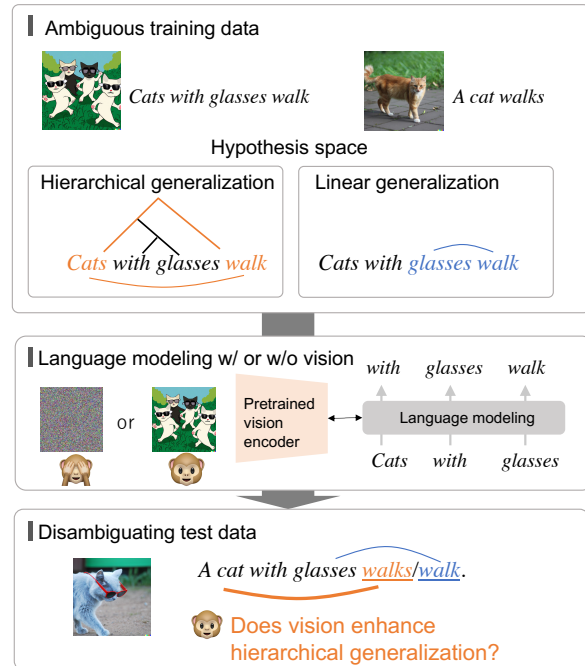 Ambiguous training data
Cats with glasses walk
A cat walks
Hypothesis space
Hierarchical generalization
Linear generalization
Cats with glasses walk
Cats with glasses walk
Language modeling w/ or w/o vision
with glasses walk
or
Pretrained
vision
encoder
Language modeling
Cats with glasses
Disambiguating test data
A cat with glasses walks/walk.
Does vision enhance
hierarchical generalization?